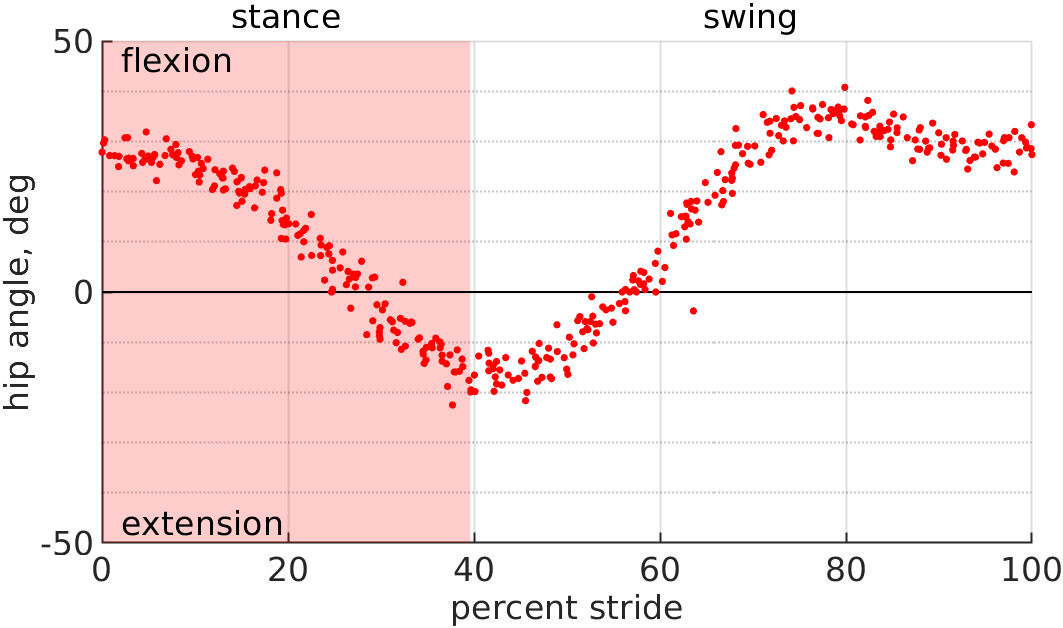 stance swing
50
flexion
hip angle, deg
0
extension
-50
0 20 40 60 80 100
percent stride